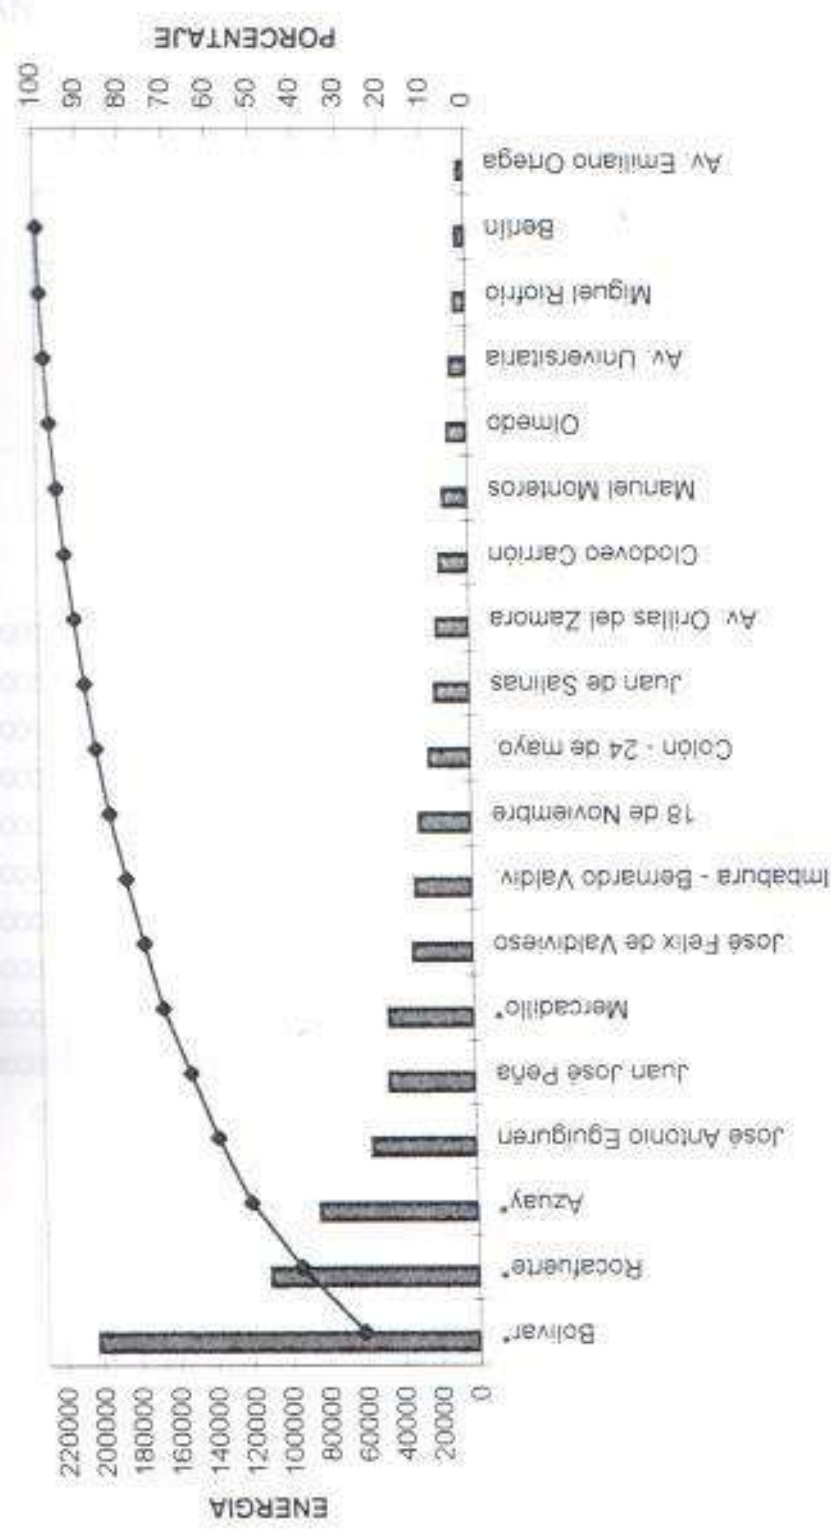 ENERGIA
220000
200000
180000
160000
140000
120000
100000
80000
60000
40000
20000
0
Bolivar*
Rocafuerte*
Azuay*
José Antonio Eguiguren
Juan José Peña
Mercadillo*
José Felix de Valdivieso
Imbabura - Bernardo Valdiv.
18 de Noviembre
Colón - 24 de mayo
Juan de Salinas
Av. Orillas del Zamora
Clodoveo Carrión
Manuel Monteros
Olmedo
Av. Universitaria
Miguel Riofrío
Berlín
Av. Emiliano Ortega
100
90
80
70
60
50
40
30
20
10
0
PORCENTAJE